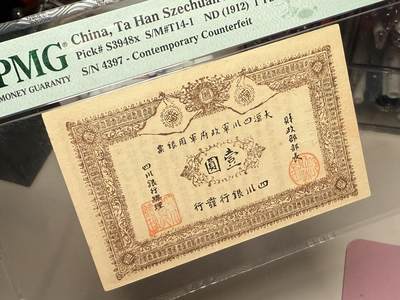 PMG
MONEY GUARANTY
China, Ta Han Szechuan
Pick# S3948x S/M#T14-1 ND (1912) 1
S/N 4397 - Contemporary Counterfeit
大漢四川軍政府軍用銀票
財政部部長
壹圓
四川銀行總理
四川銀行發行